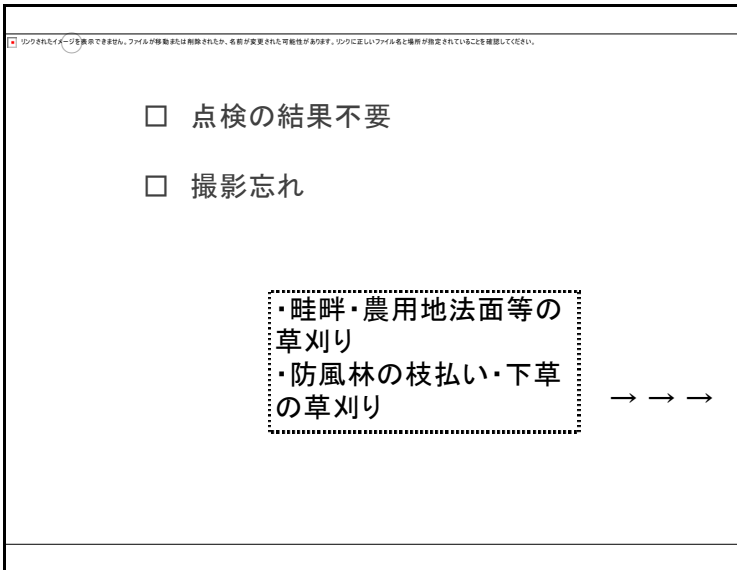 リンクされたイメージを表示できません。ファイルが移動または削除されたか、名前が変更された可能性があります。リンクに正しいファイル名と場所が指定されていることを確認してください。
□ 点検の結果不要
□ 撮影忘れ
・畦畔・農用地法面等の
草刈り
・防風林の枝払い・下草
の草刈り
→→→